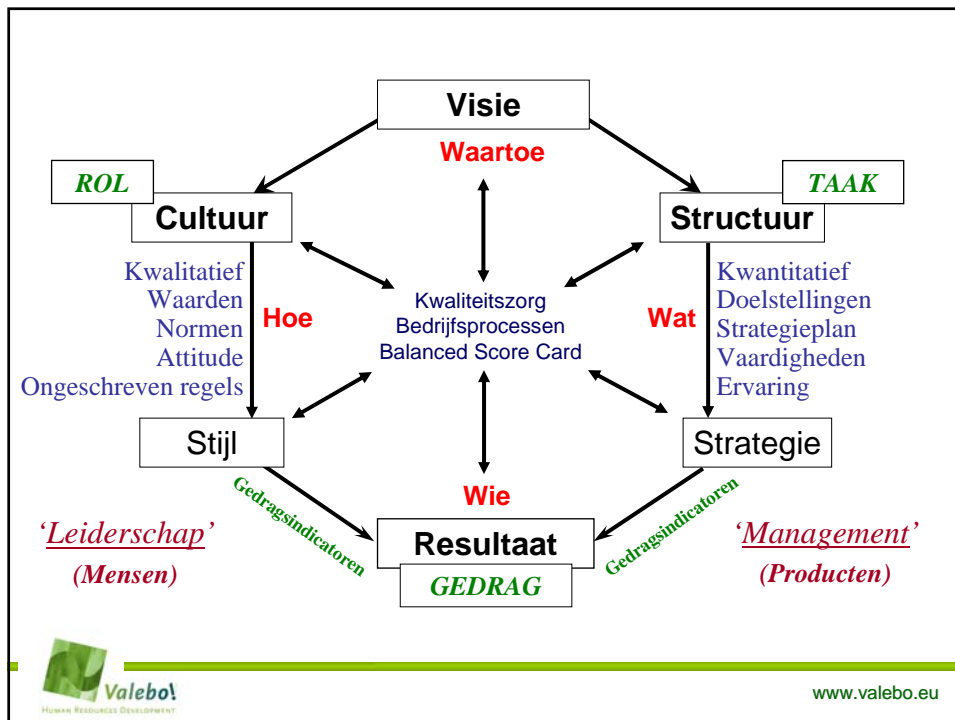 Visie
Waartoe
ROL
TAAK
Cultuur
Structuur
Kwalitatief
Waarden
Normen
Attitude
Ongeschreven regels
Hoe
Kwaliteitszorg
Bedrijfsprocessen
Balanced Score Card
Wat
Kwantitatief
Doelstellingen
Strategieplan
Vaardigheden
Ervaring
Stijl
Strategie
Gedragsindicatoren
Wie
Gedragsindicatoren
‘Leiderschap’
(Mensen)
Resultaat
GEDRAG
‘Management’
(Producten)
Valebo!
HUMAN RESOURCES DEVELOPMENT
www.valebo.eu